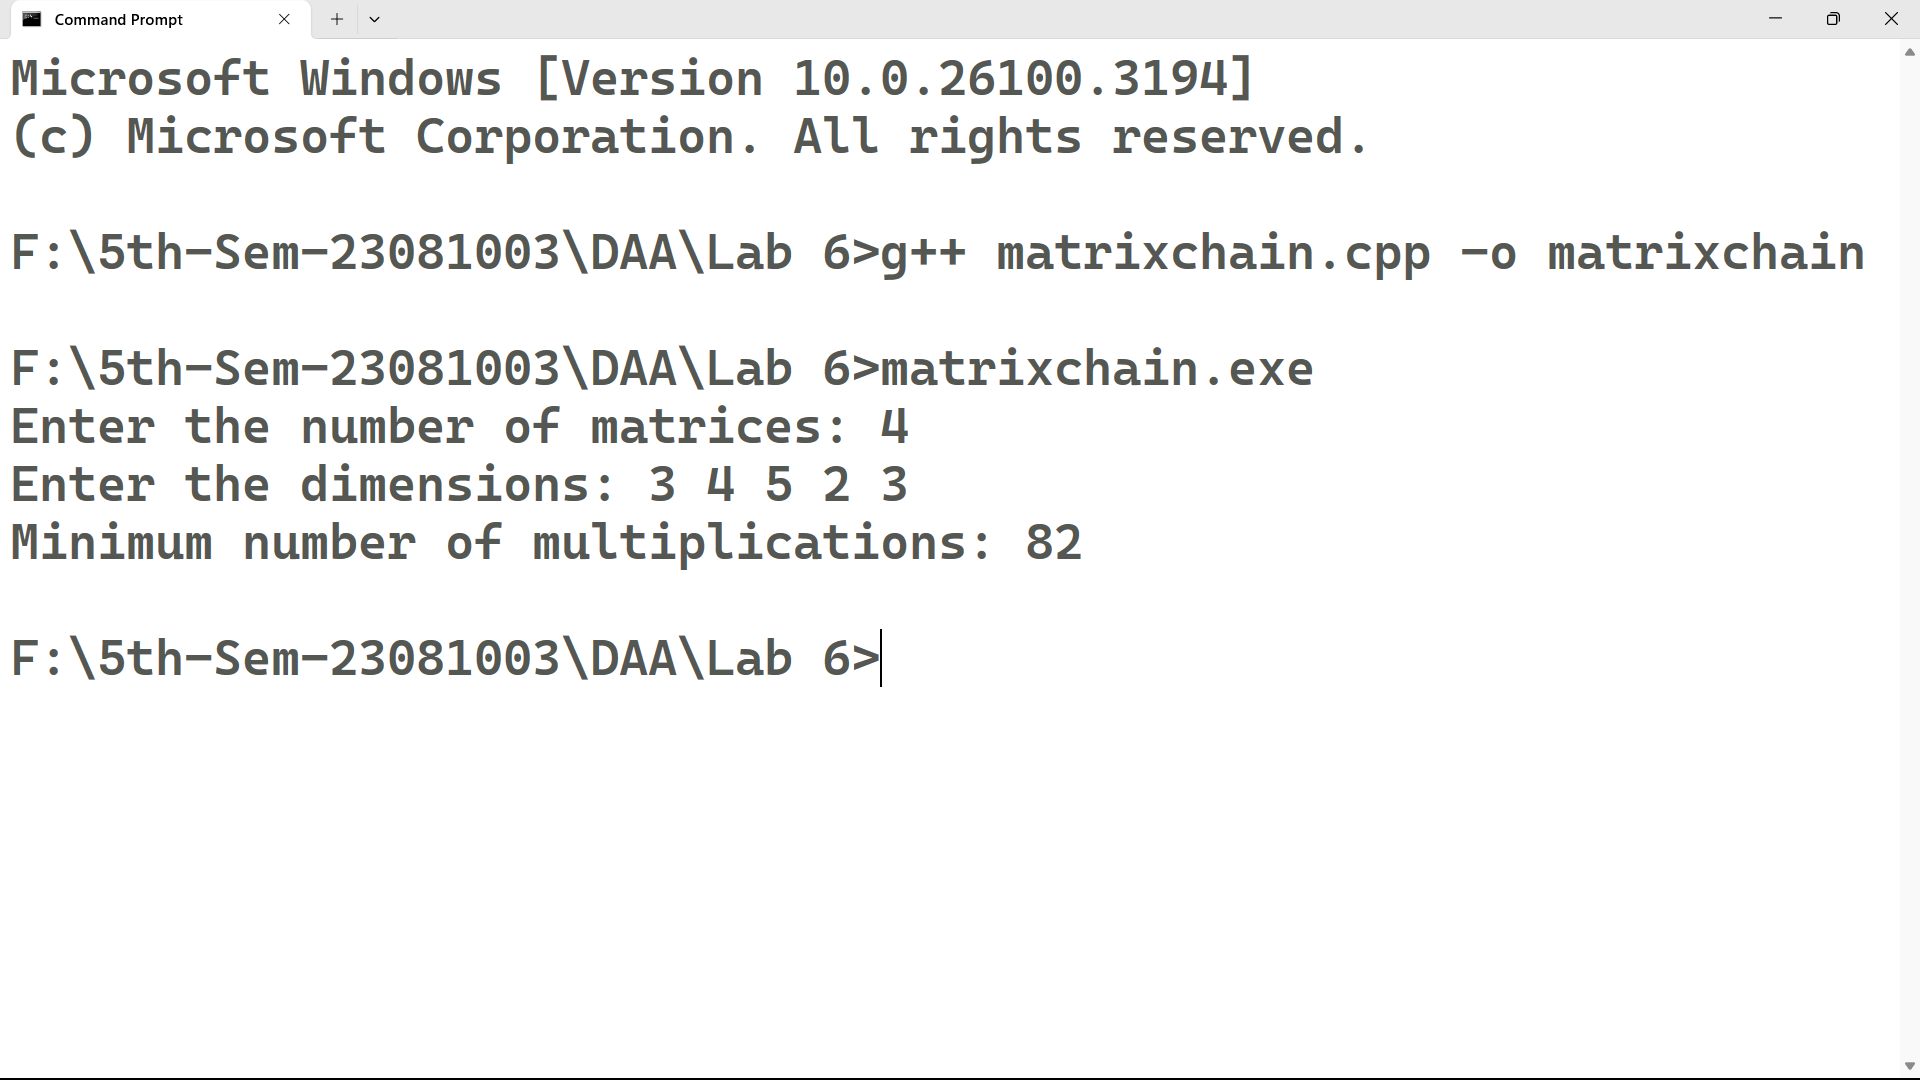 Command Prompt
Microsoft Windows [Version 10.0.26100.3194]
(c) Microsoft Corporation. All rights reserved.
F:\5th-Sem-23081003\DAA\Lab 6>g++ matrixchain.cpp -o matrixchain
F:\5th-Sem-23081003\DAA\Lab 6>matrixchain.exe
Enter the number of matrices: 4
Enter the dimensions: 3 4 5 2 3
Minimum number of multiplications: 82
F:\5th-Sem-23081003\DAA\Lab 6>